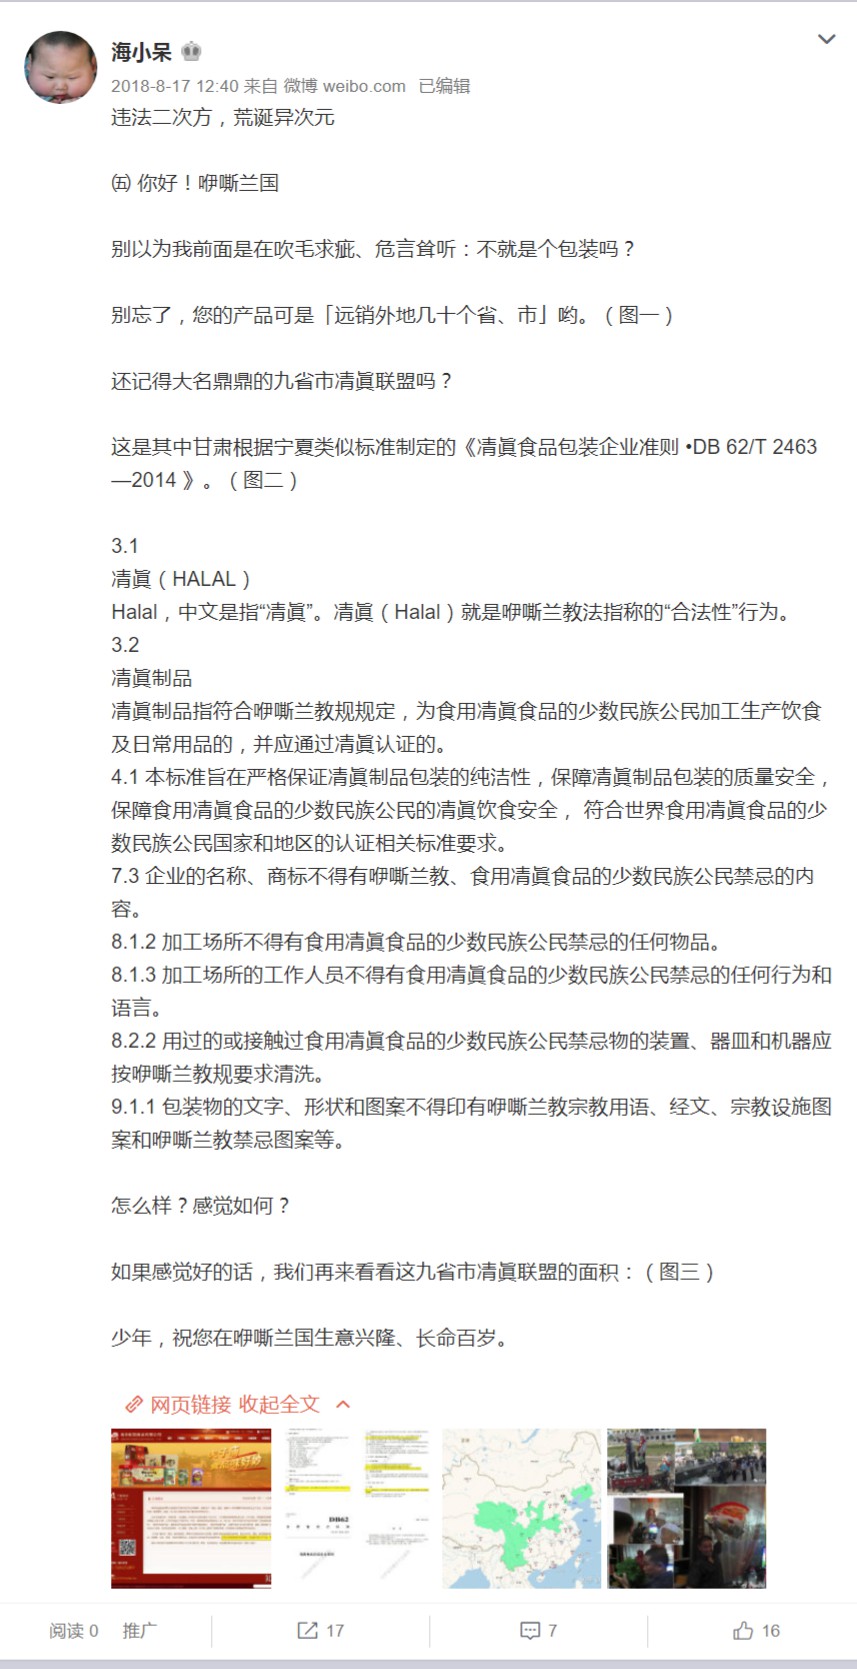 海小呆
2018-8-17 12:40 来自 微博 weibo.com 已编辑
违法二次方，荒诞异次元
㈤ 你好！咿嘶兰国
别以为我前面是在吹毛求疵、危言耸听：不就是个包装吗？
别忘了，您的产品可是「远销外地几十个省、市」哟。（图一）
还记得大名鼎鼎的九省市凊眞联盟吗？
这是其中甘肃根据宁夏类似标准制定的《凊眞食品包装企业准则 •DB 62/T 2463
—2014 》。（图二）
3.1
凊眞（HALAL）
Halal，中文是指“凊眞”。凊眞（Halal）就是咿嘶兰教法指称的“合法性”行为。
3.2
凊眞制品
凊眞制品指符合咿嘶兰教规规定，为食用凊眞食品的少数民族公民加工生产饮食
及日常用品的，并应通过凊眞认证的。
4.1 本标准旨在严格保证凊眞制品包装的纯洁性，保障凊眞制品包装的质量安全，
保障食用凊眞食品的少数民族公民的凊眞饮食安全， 符合世界食用凊眞食品的少
数民族公民国家和地区的认证相关标准要求。
7.3 企业的名称、商标不得有咿嘶兰教、食用凊眞食品的少数民族公民禁忌的内
容。
8.1.2 加工场所不得有食用凊眞食品的少数民族公民禁忌的任何物品。
8.1.3 加工场所的工作人员不得有食用凊眞食品的少数民族公民禁忌的任何行为和
语言。
8.2.2 用过的或接触过食用凊眞食品的少数民族公民禁忌物的装置、器皿和机器应
按咿嘶兰教规要求清洗。
9.1.1 包装物的文字、形状和图案不得印有咿嘶兰教宗教用语、经文、宗教设施图
案和咿嘶兰教禁忌图案等。
怎么样？感觉如何？
如果感觉好的话，我们再来看看这九省市凊眞联盟的面积：（图三）
少年，祝您在咿嘶兰国生意兴隆、长命百岁。
网页链接 收起全文
DB62
阅读 0 推广 17 7 16